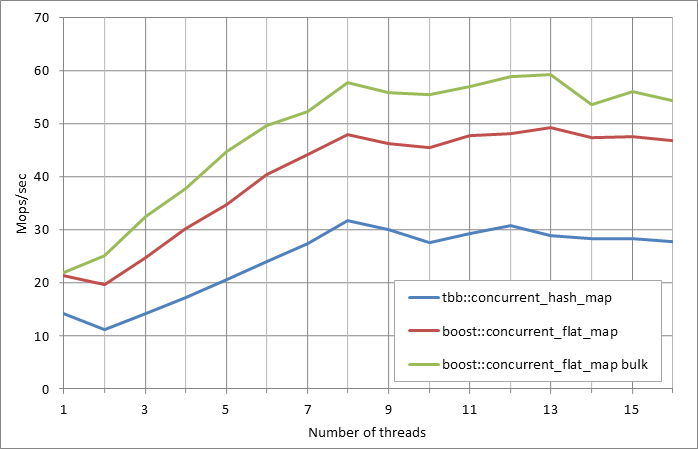 70
60
50
40
30
20
10
0
Mops/sec
tbb::concurrent_hash_map
boost::concurrent_flat_map
boost::concurrent_flat_map bulk
1 3 5 7 9 11 13 15
Number of threads